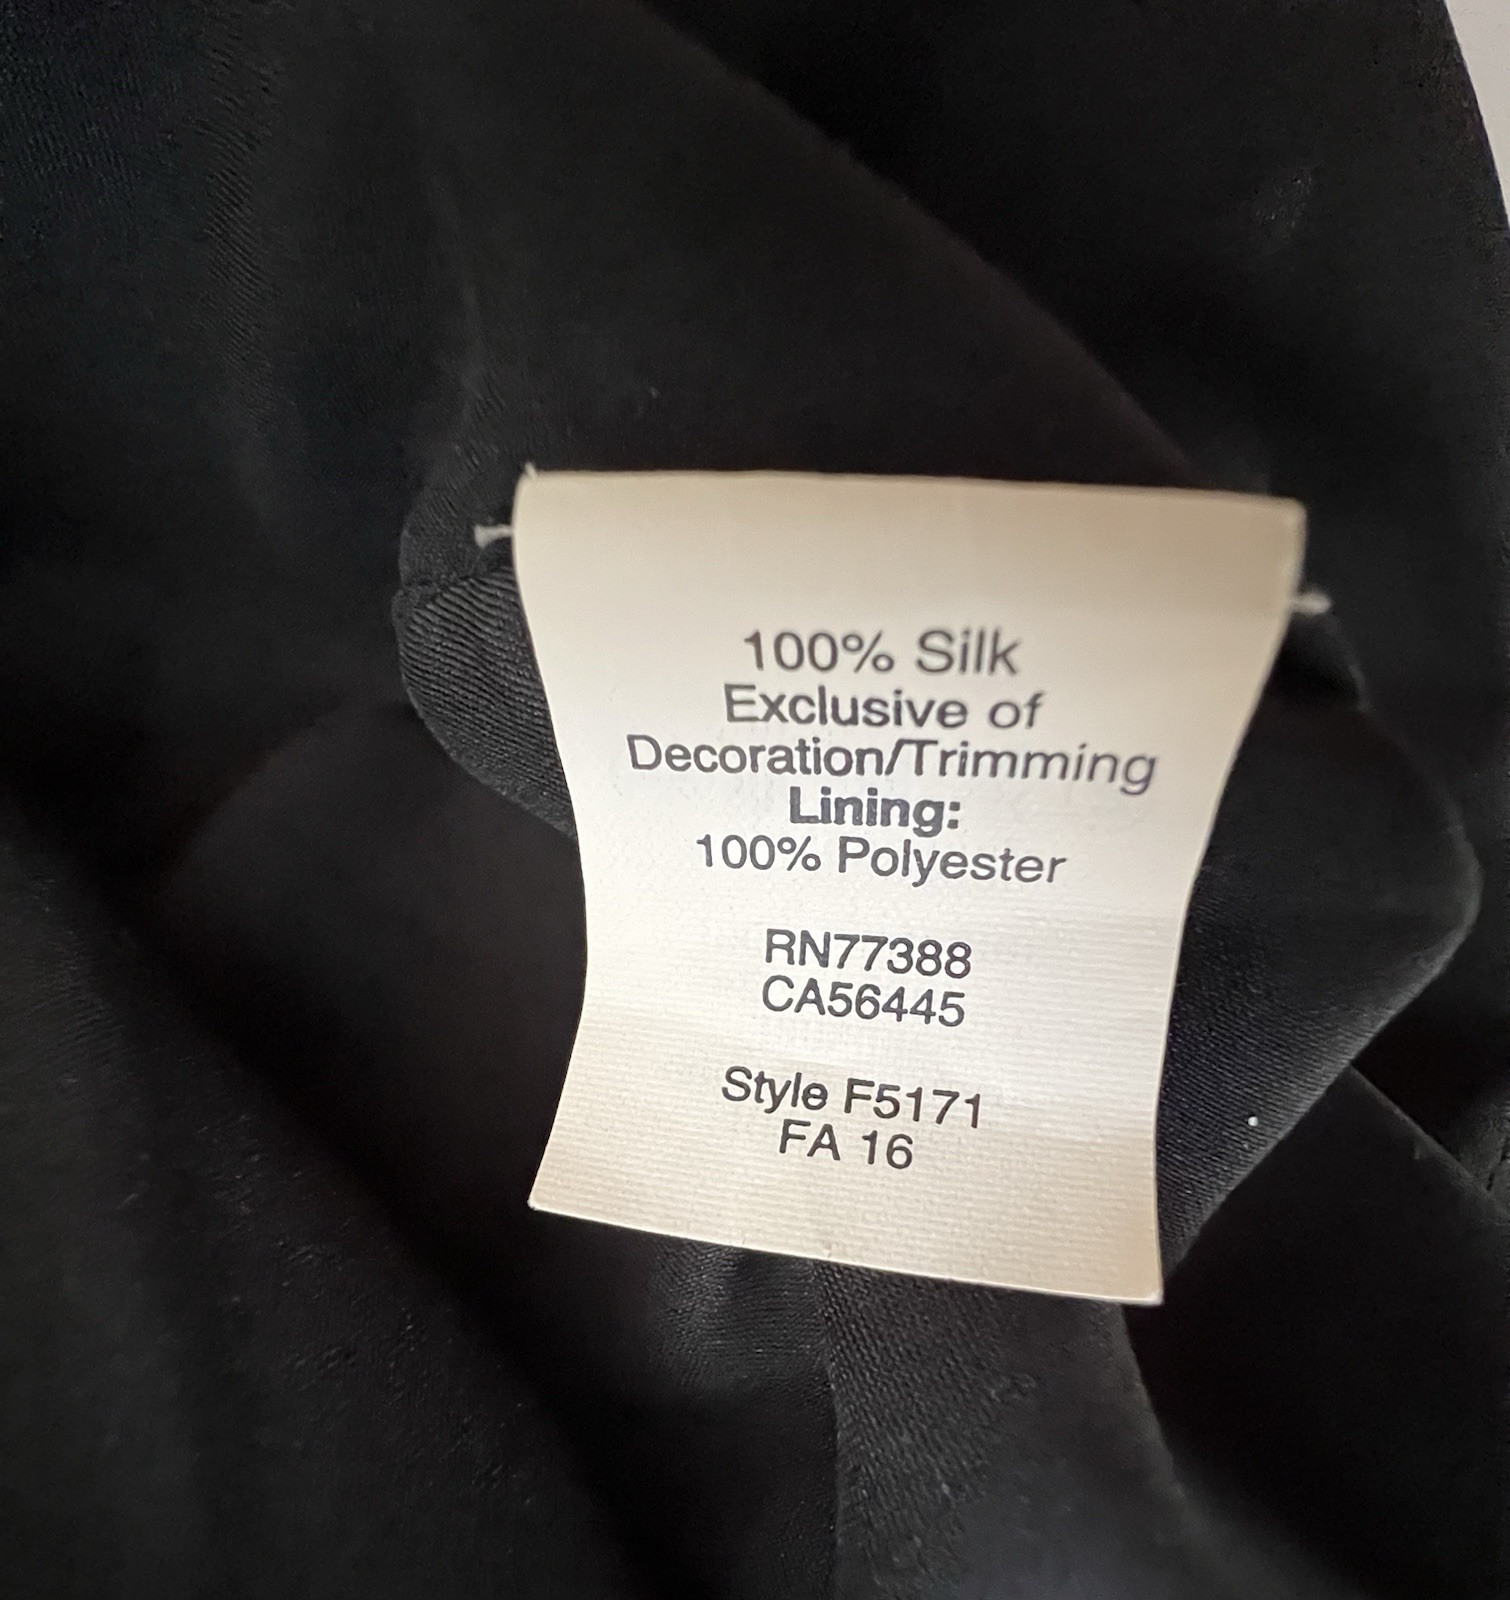 100% Silk
Exclusive of
Decoration/Trimming
Lining:
100% Polyester
RN77388
CA56445
Style F5171
FA 16